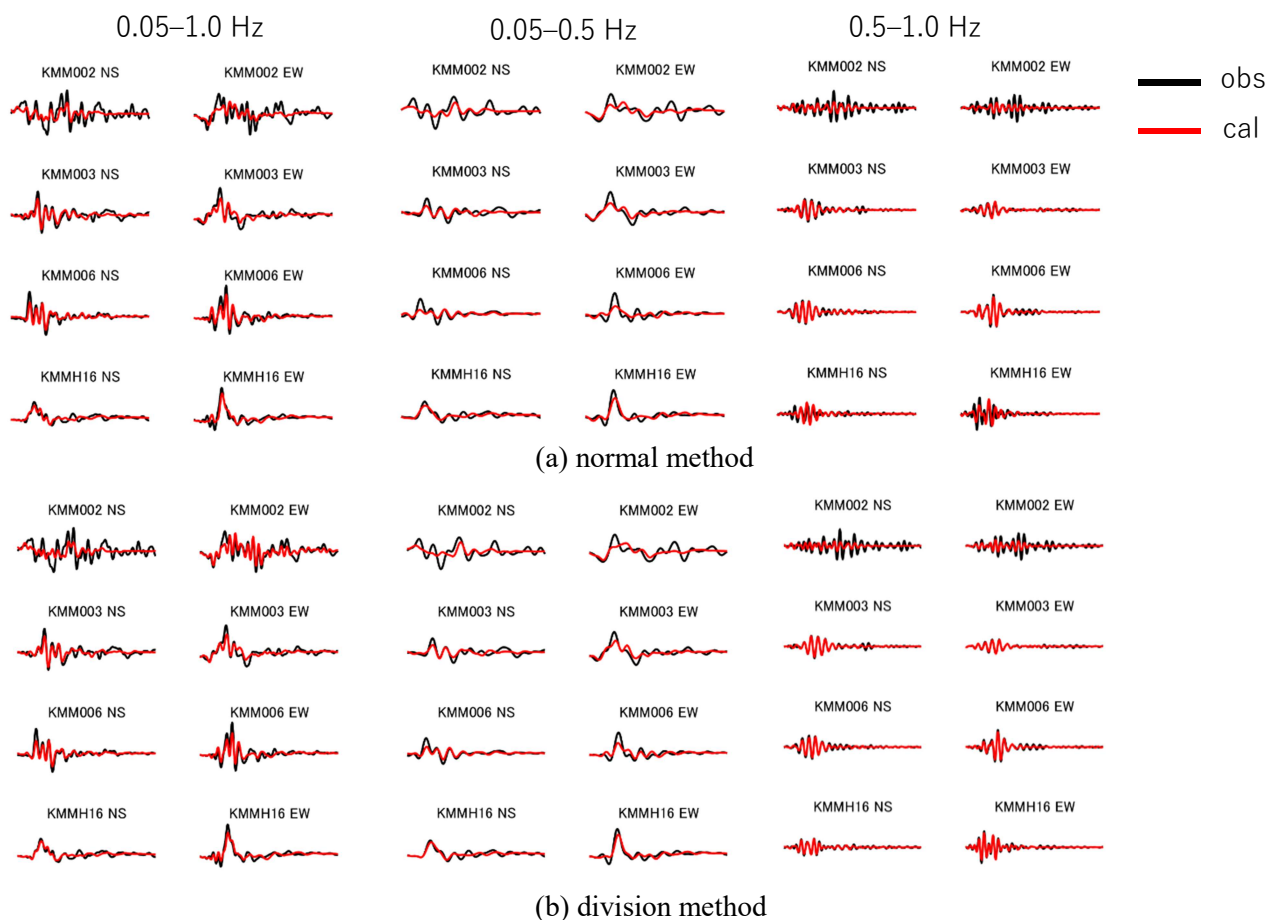 0.05–1.0 Hz 0.05–0.5 Hz 0.5–1.0 Hz
KMM002 NS KMM002 EW KMM002 NS KMM002 EW KMM002 NS KMM002 EW
obs
cal
KMM003 NS KMM003 EW KMM003 NS KMM003 EW KMM003 NS KMM003 EW
KMM006 NS KMM006 EW KMM006 NS KMM006 EW KMM006 NS KMM006 EW
KMMH16 NS KMMH16 EW KMMH16 NS KMMH16 EW KMMH16 NS KMMH16 EW
(a) normal method
KMM002 NS KMM002 EW KMM002 NS KMM002 EW KMM002 NS KMM002 EW
KMM003 NS KMM003 EW KMM003 NS KMM003 EW KMM003 NS KMM003 EW
KMM006 NS KMM006 EW KMM006 NS KMM006 EW KMM006 NS KMM006 EW
KMMH16 NS KMMH16 EW KMMH16 NS KMMH16 EW KMMH16 NS KMMH16 EW
(b) division method